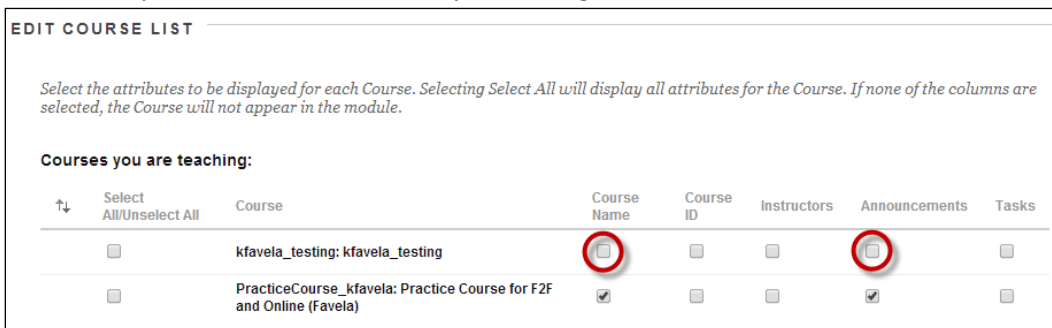 EDIT COURSE LIST
Select the attributes to be displayed for each Course. Selecting Select All will display all attributes for the Course. If none of the columns are
selected, the Course will not appear in the module.
Courses you are teaching:
Select All/Unselect All Course Course Name Course ID Instructors Announcements Tasks
kfavela_testing: kfavela_testing
PracticeCourse_kfavela: Practice Course for F2F
and Online (Favela)